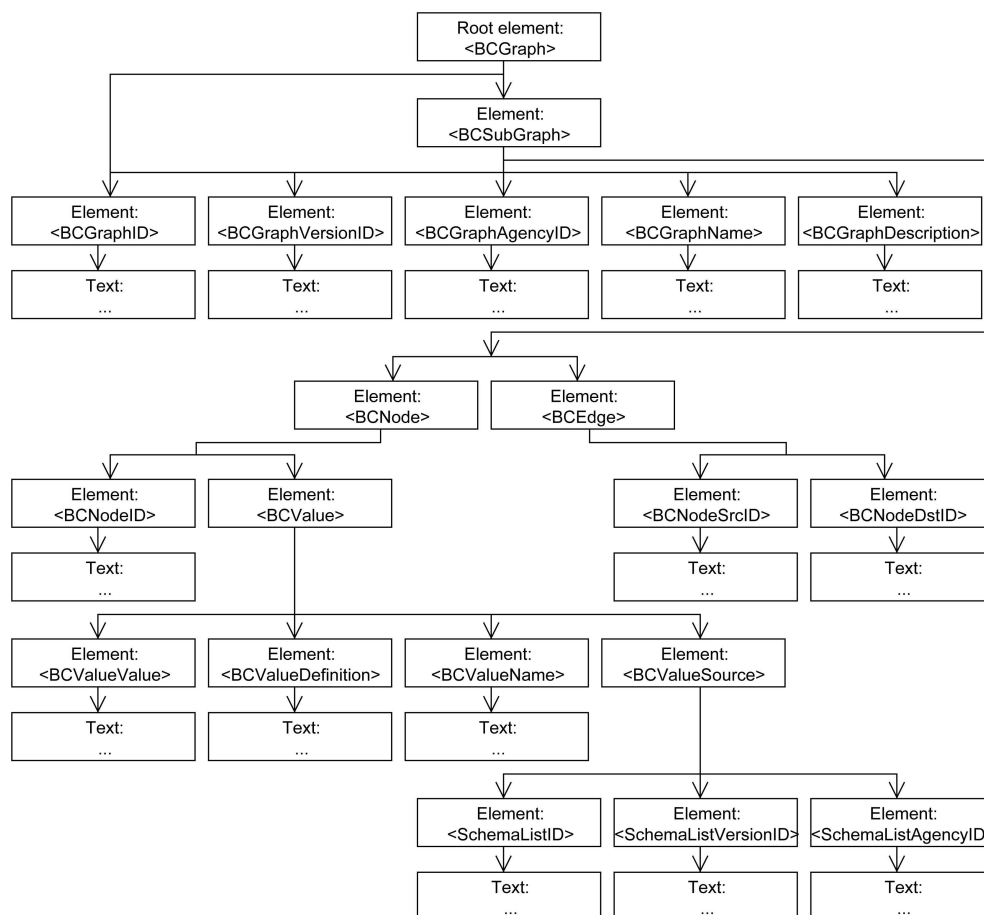 Root element:
<BCGraph>
Element:
<BCSubGraph>
Element:
<BCGraphID>
Element:
<BCGraphVersionID>
Element:
<BCGraphAgencyID>
Element:
<BCGraphName>
Element:
<BCGraphDescription>
Text:
...
Text:
...
Text:
...
Text:
...
Text:
...
Element:
<BCNode>
Element:
<BCEdge>
Element:
<BCNodeID>
Element:
<BCValue>
Element:
<BCNodeSrcID>
Element:
<BCNodeDstID>
Text:
...
Text:
...
Text:
...
Element:
<BCValueValue>
Element:
<BCValueDefinition>
Element:
<BCValueName>
Element:
<BCValueSource>
Text:
...
Text:
...
Text:
...
Element:
<SchemaListID>
Element:
<SchemaListVersionID>
Element:
<SchemaListAgencyID
Text:
...
Text:
...
Text:
...